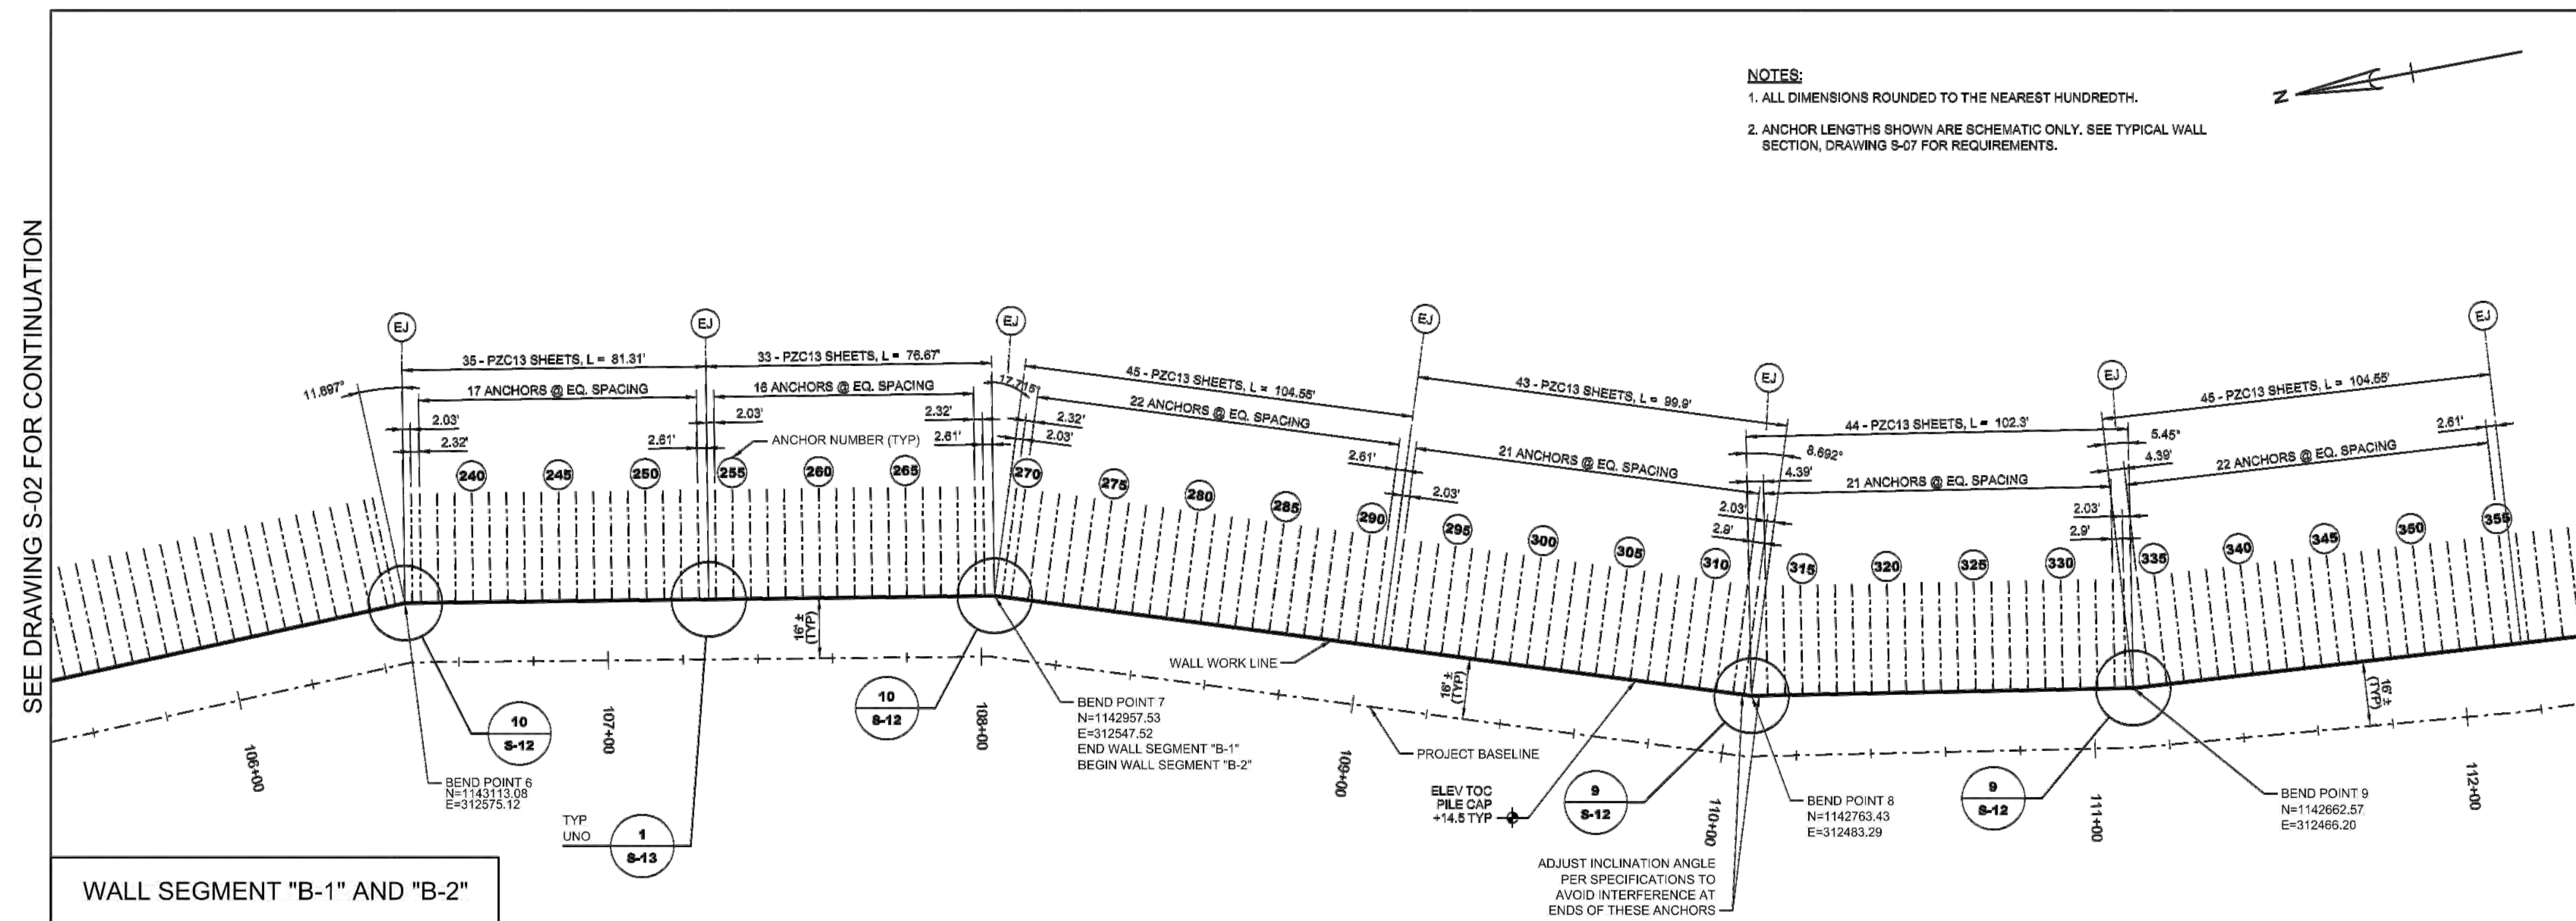 SEE DRAWING S-02 FOR CONTINUATION
NOTES:
1. ALL DIMENSIONS ROUNDED TO THE NEAREST HUNDREDTH.
2. ANCHOR LENGTHS SHOWN ARE SCHEMATIC ONLY. SEE TYPICAL WALL
SECTION, DRAWING S-07 FOR REQUIREMENTS.
Z
EJ
EJ
EJ
EJ
EJ
EJ
EJ
35 - PZC13 SHEETS, L = 81.31'
33 - PZC13 SHEETS, L = 76.67'
45 - PZC13 SHEETS, L = 104.55'
43 - PZC13 SHEETS, L = 99.9'
44 - PZC13 SHEETS, L = 102.3'
45 - PZC13 SHEETS, L = 104.55'
11.697°
17 ANCHORS @ EQ. SPACING
16 ANCHORS @ EQ. SPACING
17.715°
22 ANCHORS @ EQ. SPACING
21 ANCHORS @ EQ. SPACING
8.692°
21 ANCHORS @ EQ. SPACING
5.45°
22 ANCHORS @ EQ. SPACING
2.03'
2.32'
2.61'
2.03'
2.32'
2.61'
2.32'
2.03'
2.61'
2.03'
4.39'
2.03'
2.9'
4.39'
2.03'
2.9'
2.61'
ANCHOR NUMBER (TYP)
240
245
250
255
260
265
270
275
280
285
290
295
300
305
310
315
320
325
330
335
340
345
350
355
16' ±
(TYP)
16' ±
(TYP)
16' ±
(TYP)
WALL WORK LINE
PROJECT BASELINE
106+00
107+00
108+00
109+00
110+00
111+00
112+00
10
S-12
10
S-12
9
S-12
9
S-12
TYP
UNO
1
S-13
BEND POINT 6
N=1143113.08
E=312575.12
BEND POINT 7
N=1142957.53
E=312547.52
END WALL SEGMENT "B-1"
BEGIN WALL SEGMENT "B-2"
ELEV TOC
PILE CAP
+14.5 TYP
BEND POINT 8
N=1142763.43
E=312483.29
BEND POINT 9
N=1142662.57
E=312466.20
ADJUST INCLINATION ANGLE
PER SPECIFICATIONS TO
AVOID INTERFERENCE AT
ENDS OF THESE ANCHORS
WALL SEGMENT "B-1" AND "B-2"